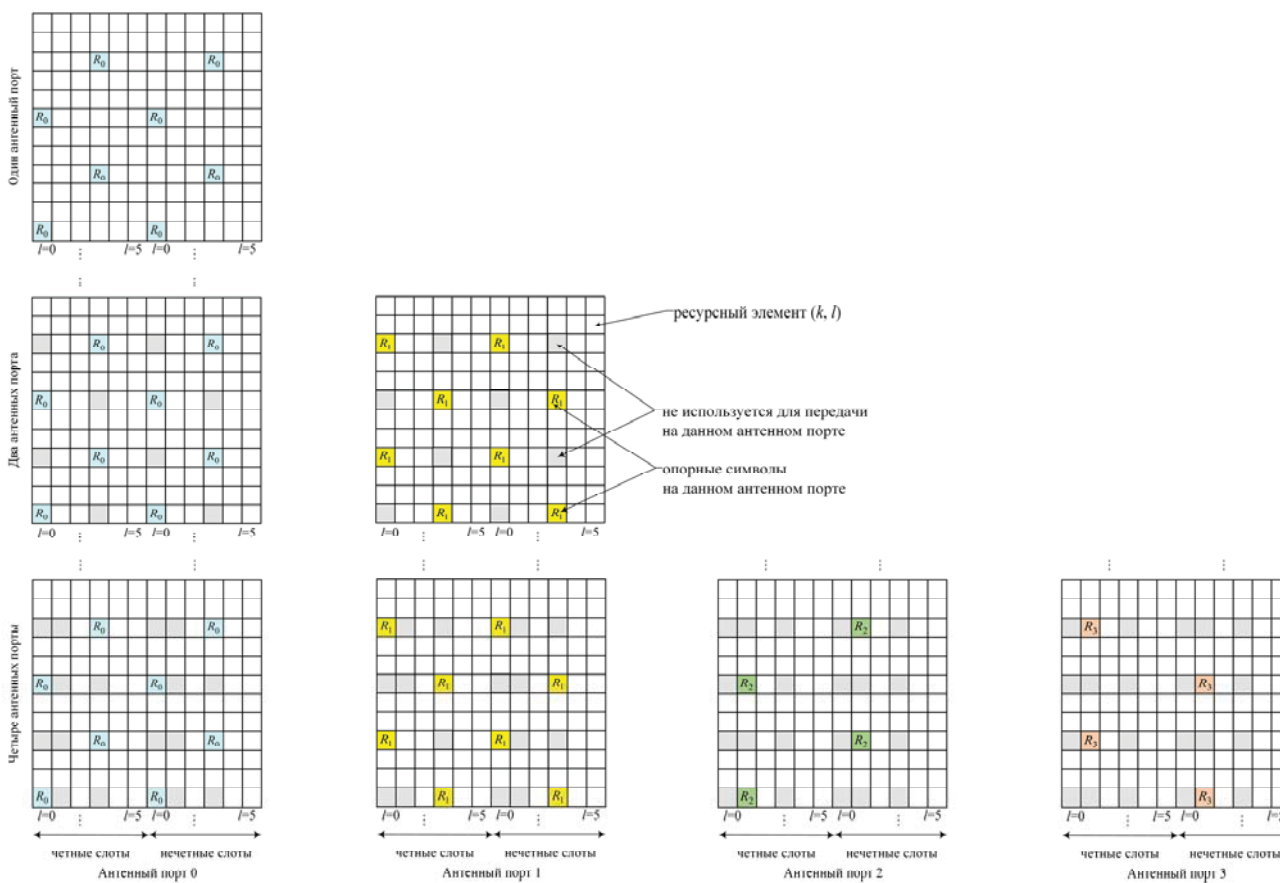 Один антенный порт
R₀ R₀
R₀ R₀
R₀ R₀
R₀ R₀
l=0 ⋮ l=5 l=0 ⋮ l=5
⋮ ⋮
Два антенных порта
R₀ R₀
R₀ R₀
R₀ R₀
R₀ R₀
l=0 ⋮ l=5 l=0 ⋮ l=5
⋮ ⋮
R₁ R₁
R₁ R₁
R₁ R₁
R₁ R₁
l=0 ⋮ l=5 l=0 ⋮ l=5
⋮ ⋮
ресурсный элемент (k, l)
не используется для передачи
на данном антенном порте
опорные символы
на данном антенном порте
Четыре антенных порты
R₀ R₀
R₀ R₀
R₀ R₀
R₀ R₀
l=0 ⋮ l=5 l=0 ⋮ l=5
четные слоты нечетные слоты
Антенный порт 0
R₁ R₁
R₁ R₁
R₁ R₁
R₁ R₁
l=0 ⋮ l=5 l=0 ⋮ l=5
четные слоты нечетные слоты
Антенный порт 1
⋮ ⋮
R₂
R₂
R₂
R₂
l=0 ⋮ l=5 l=0 ⋮ l=5
четные слоты нечетные слоты
Антенный порт 2
⋮ ⋮
R₃
R₃
R₃
R₃
l=0 ⋮ l=5 l=0 ⋮
четные слоты нечетные слоты
Антенный порт 3